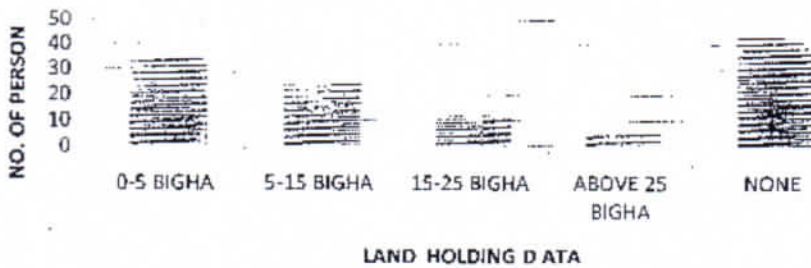 NO. OF PERSON
50
40
30
20
10
0
0-5 BIGHA
5-15 BIGHA
15-25 BIGHA
ABOVE 25
BIGHA
NONE
LAND HOLDING D ATA